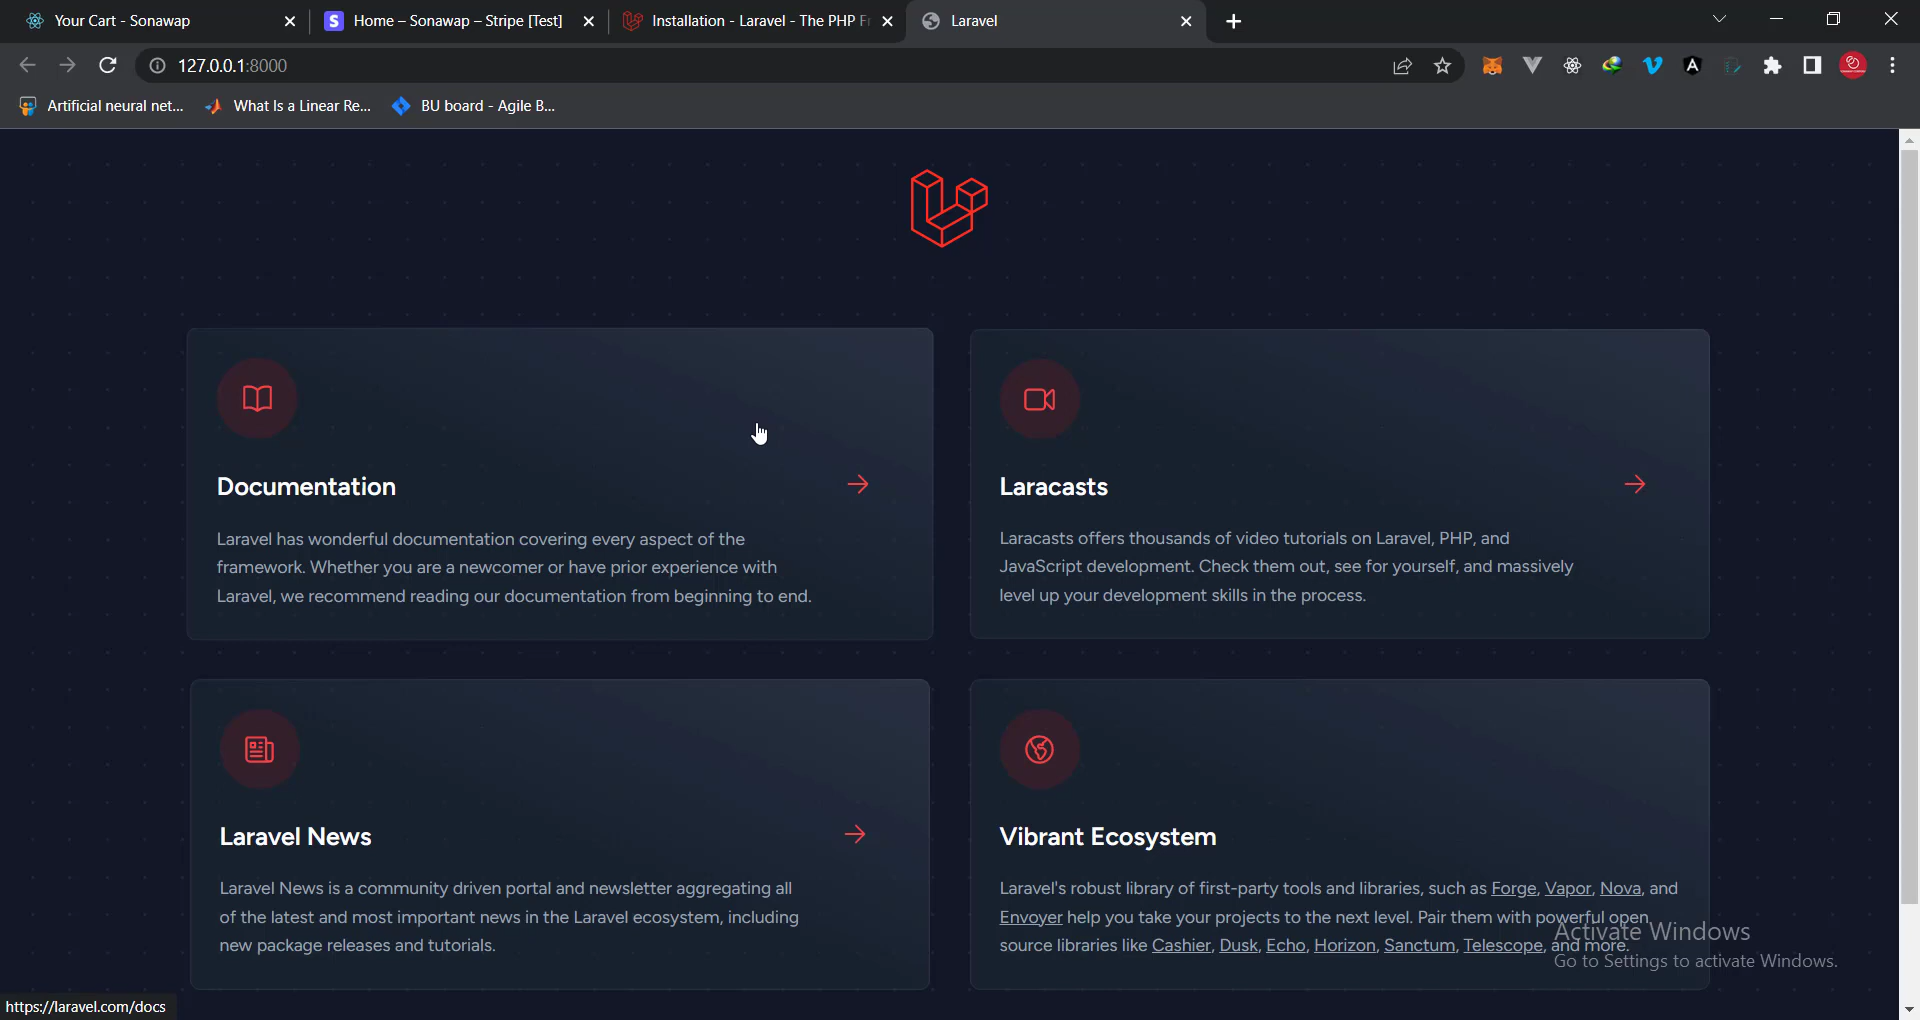 Your Cart - Sonawap
Home – Sonawap – Stripe [Test]
Installation - Laravel - The PHP Fr
Laravel
127.0.0.1:8000
Artificial neural net...
What Is a Linear Re...
BU board - Agile B...
Documentation
Laravel has wonderful documentation covering every aspect of the
framework. Whether you are a newcomer or have prior experience with
Laravel, we recommend reading our documentation from beginning to end.
Laracasts
Laracasts offers thousands of video tutorials on Laravel, PHP, and
JavaScript development. Check them out, see for yourself, and massively
level up your development skills in the process.
Laravel News
Laravel News is a community driven portal and newsletter aggregating all
of the latest and most important news in the Laravel ecosystem, including
new package releases and tutorials.
Vibrant Ecosystem
Laravel's robust library of first-party tools and libraries, such as Forge, Vapor, Nova, and
Envoyer help you take your projects to the next level. Pair them with powerful open
source libraries like Cashier, Dusk, Echo, Horizon, Sanctum, Telescope, and more.
Activate Windows
Go to Settings to activate Windows.
https://laravel.com/docs